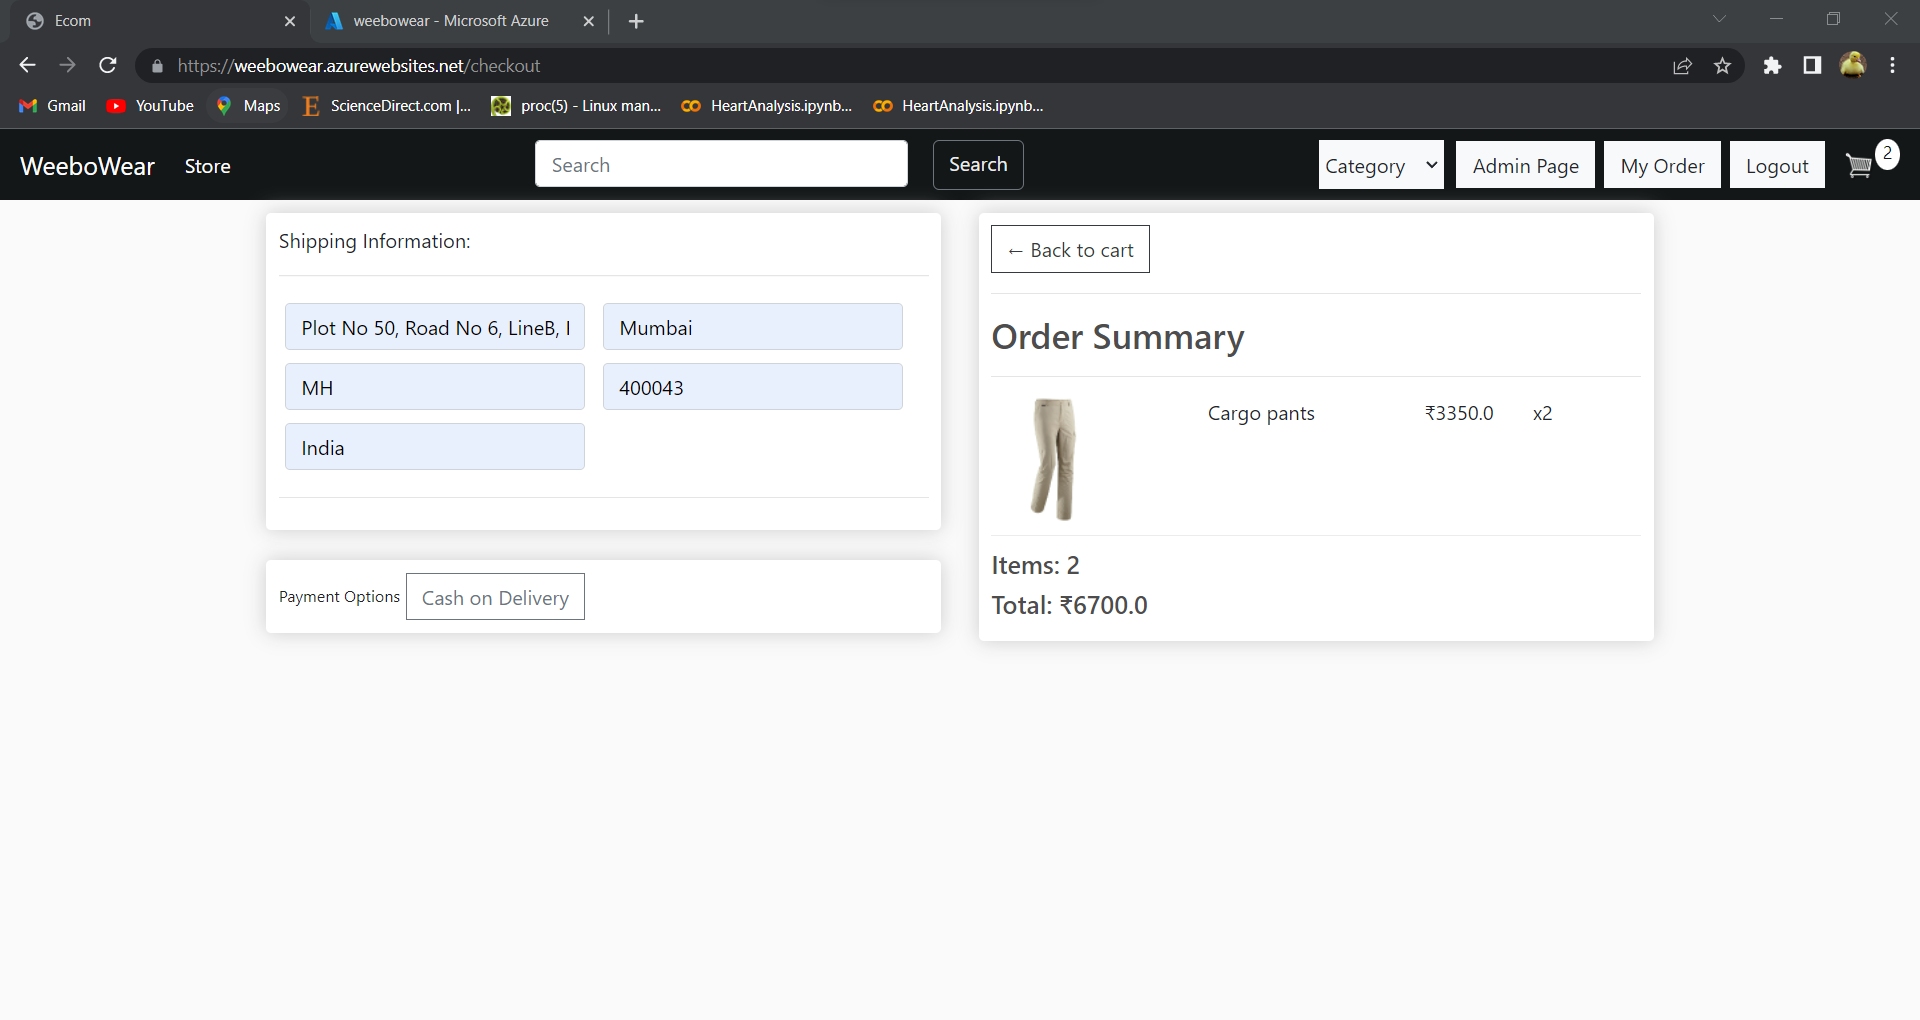 Ecom
weebowear - Microsoft Azure
https://weebowear.azurewebsites.net/checkout
Gmail YouTube Maps ScienceDirect.com |... proc(5) - Linux man... HeartAnalysis.ipynb... HeartAnalysis.ipynb...
WeeboWear Store Search Search Category Admin Page My Order Logout 2
Shipping Information:
Plot No 50, Road No 6, LineB,
Mumbai
MH
400043
India
Payment Options Cash on Delivery
← Back to cart
Order Summary
Cargo pants ₹3350.0 x2
Items: 2
Total: ₹6700.0